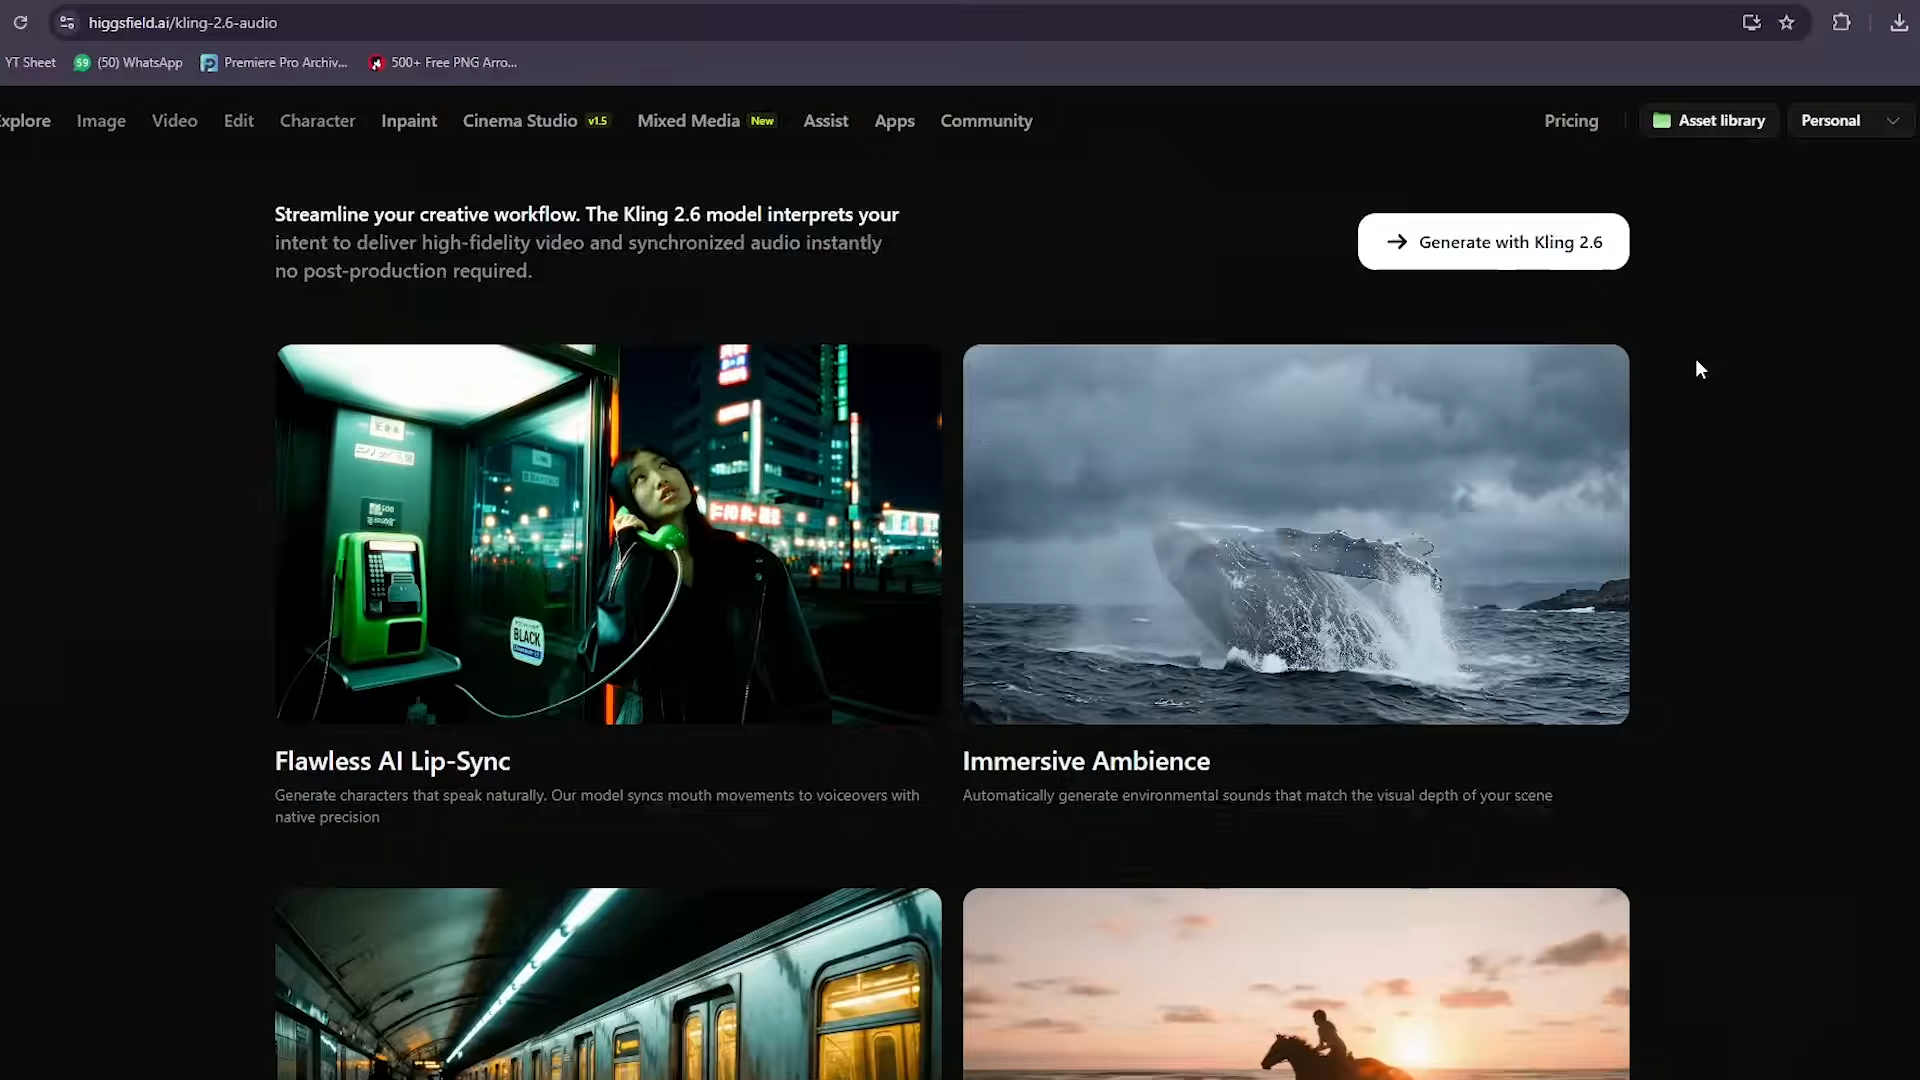 higgsfield.ai/kling-2.6-audio
YT Sheet
59
(50) WhatsApp
Premiere Pro Archiv...
500+ Free PNG Arro...
Explore
Image
Video
Edit
Character
Inpaint
Cinema Studio v1.5
Mixed Media New
Assist
Apps
Community
Pricing
Asset library
Personal
Streamline your creative workflow. The Kling 2.6 model interprets your
intent to deliver high-fidelity video and synchronized audio instantly
no post-production required.
Generate with Kling 2.6
BLACK
Flawless AI Lip-Sync
Generate characters that speak naturally. Our model syncs mouth movements to voiceovers with
native precision
Immersive Ambience
Automatically generate environmental sounds that match the visual depth of your scene